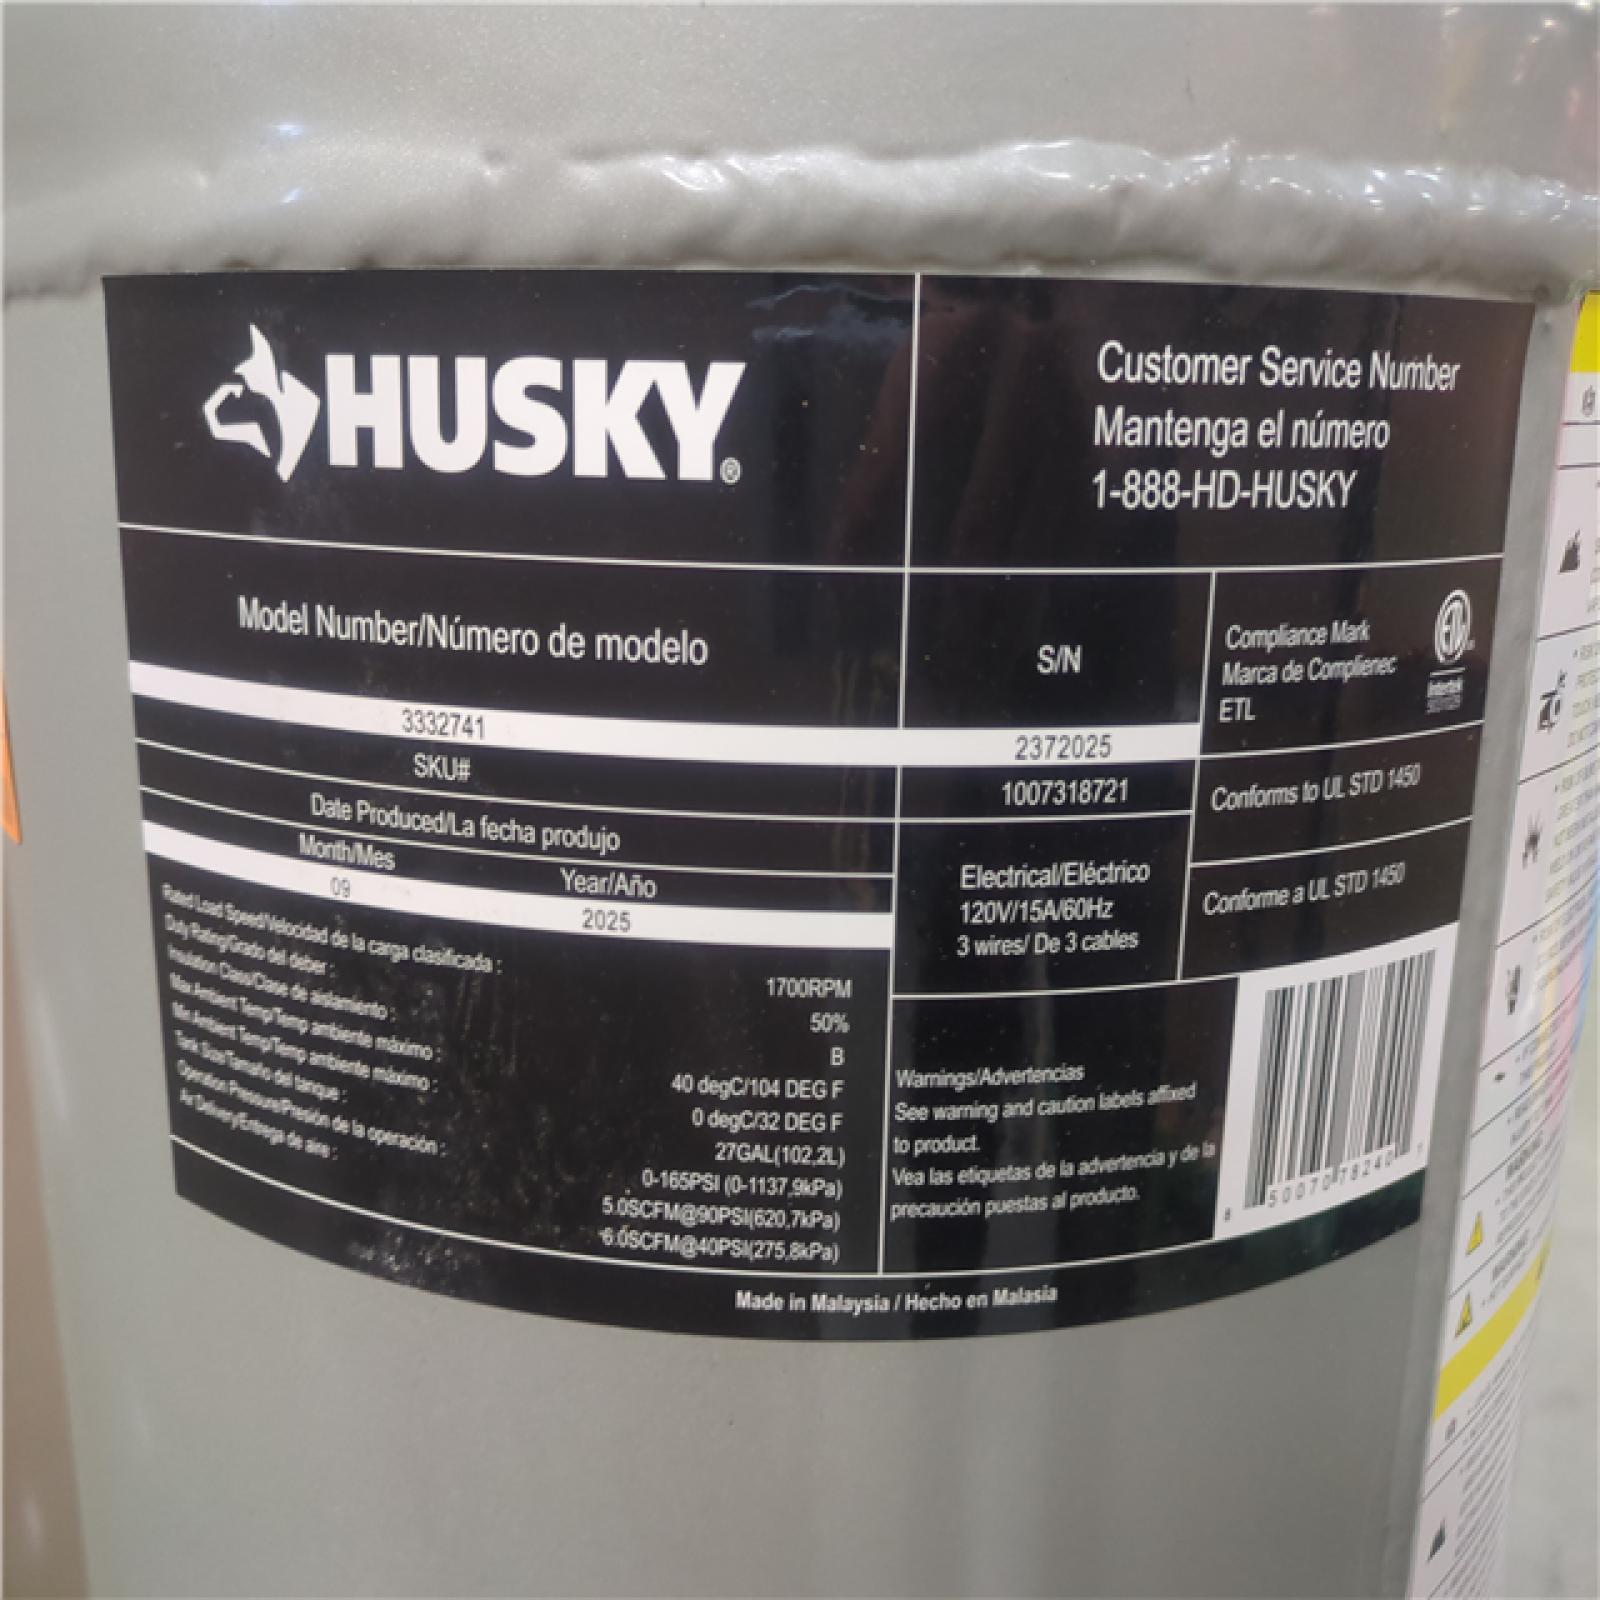 HUSKY®
Customer Service Number
Mantenga el número
1-888-HD-HUSKY
Model Number/Número de modelo
3332741
S/N
2372025
Compliance Mark
Marca de Complienec
ETL
Intertek
SKU#
1007318721
Conforms to UL STD 1450
Conforme a UL STD 1450
Date Produced/La fecha produjo
Month/Mes Year/Año
09 2025
Electrical/Eléctrico
120V/15A/60Hz
3 wires/ De 3 cables
Rated Load Speed/Velocidad de la carga clasificada : 1700RPM
Duty Rating/Grado del deber : 50%
Insulation Class/Clase de aislamiento : B
Max Ambient Temp/Temp ambiente máximo : 40 degC/104 DEG F
Min Ambient Temp/Temp ambiente máximo : 0 degC/32 DEG F
Tank Size/Tamaño del tanque : 27GAL(102,2L)
Operation Pressure/Presión de la operación : 0-165PSI (0-1137,9kPa)
Air Delivery/Entrega de aire : 5.0SCFM@90PSI(620,7kPa)
6.0SCFM@40PSI(275,8kPa)
Warnings/Advertencias
See warning and caution labels affixed
to product.
Vea las etiquetas de la advertencia y de la
precaución puestas al producto.
8 50070 78240 1
Made in Malaysia / Hecho en Malasia